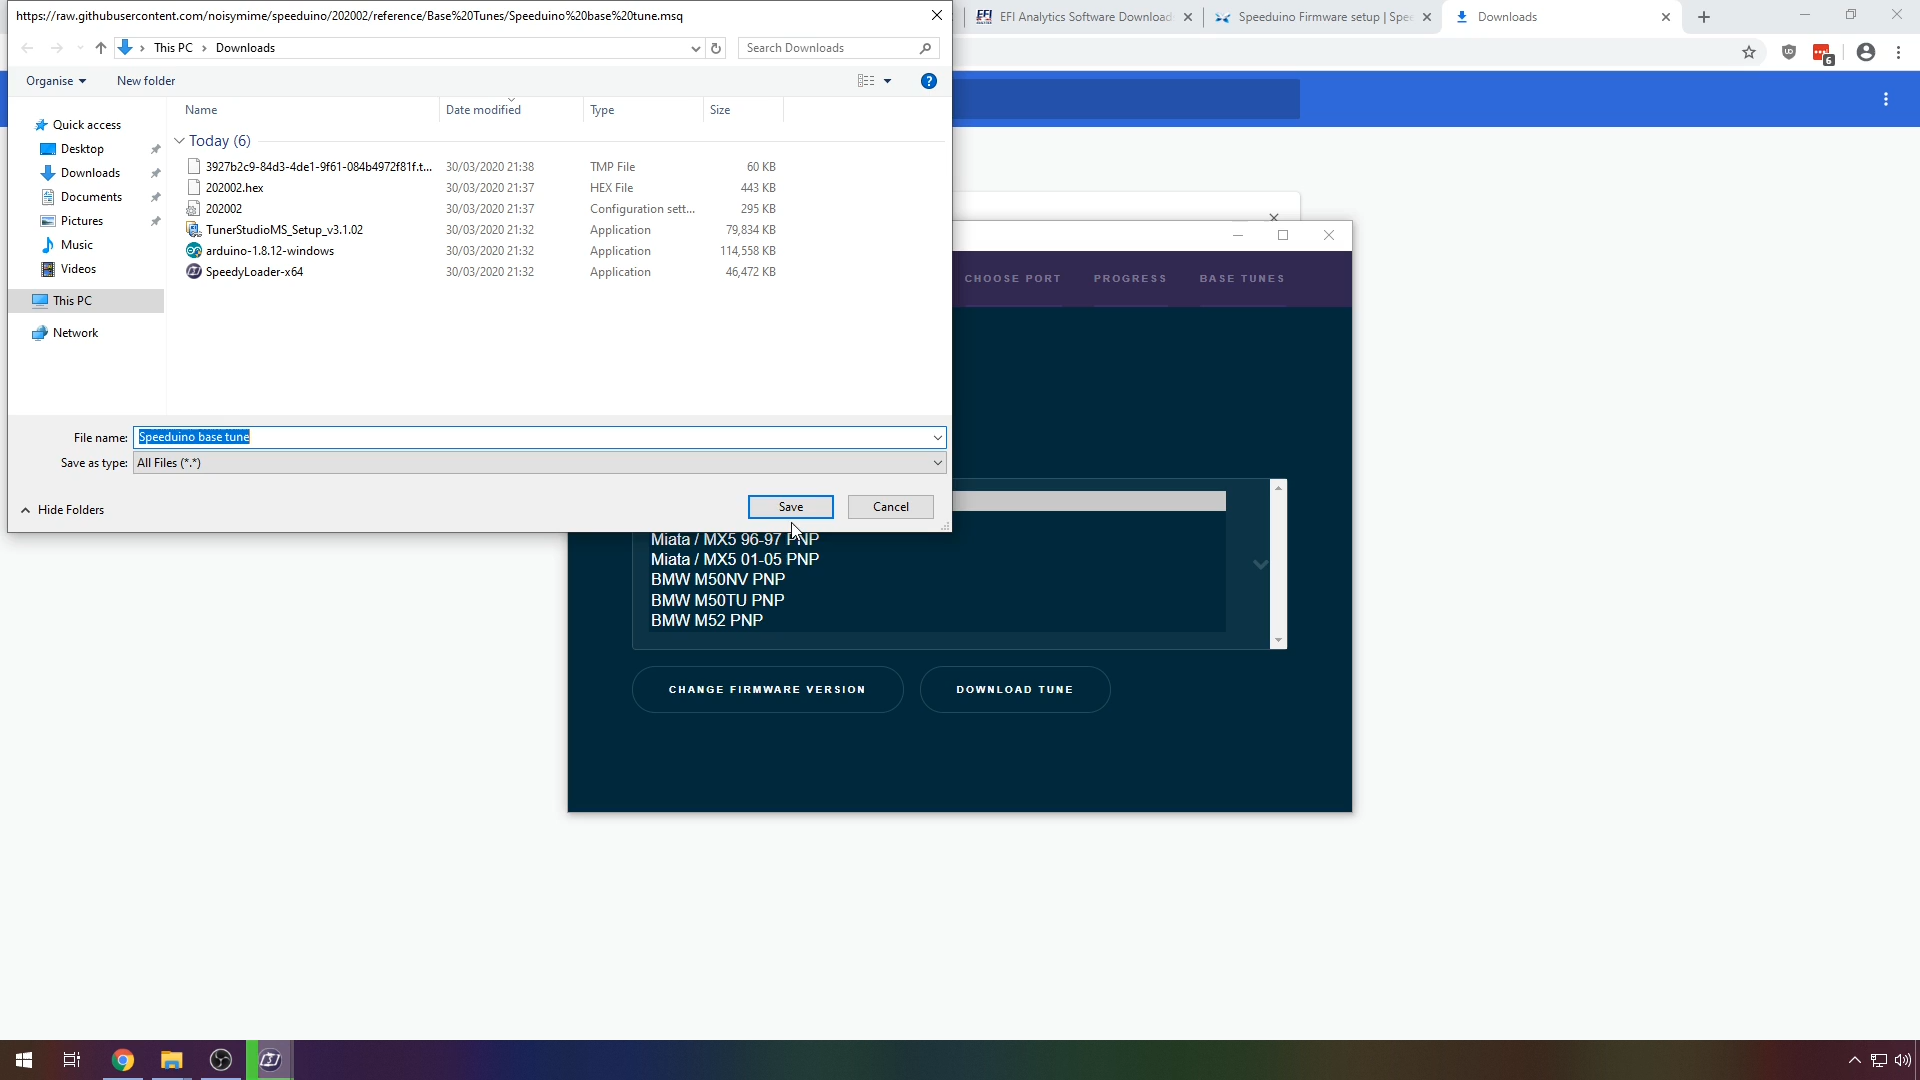 https://raw.githubusercontent.com/noisymime/speeduino/202002/reference/Base%20Tunes/Speeduino%20base%20tune.msq
EFI Analytics Software Download
Speeduino Firmware setup | Spee
Downloads
This PC
Downloads
Search Downloads
6
Organise
New folder
Name
Date modified
Type
Size
Quick access
Desktop
Downloads
Documents
Pictures
Music
Videos
This PC
Network
Today (6)
3927b2c9-84d3-4de1-9f61-084b4972f81f.t... 30/03/2020 21:38 TMP File 60 KB
202002.hex 30/03/2020 21:37 HEX File 443 KB
202002 30/03/2020 21:37 Configuration sett... 295 KB
TunerStudioMS_Setup_v3.1.02 30/03/2020 21:32 Application 79,834 KB
arduino-1.8.12-windows 30/03/2020 21:32 Application 114,558 KB
SpeedyLoader-x64 30/03/2020 21:32 Application 46,472 KB
CHOOSE PORT
PROGRESS
BASE TUNES
File name: Speeduino base tune
Save as type: All Files (*.*)
Hide Folders
Save
Cancel
Miata / MX5 96-97 PNP
Miata / MX5 01-05 PNP
BMW M50NV PNP
BMW M50TU PNP
BMW M52 PNP
CHANGE FIRMWARE VERSION
DOWNLOAD TUNE